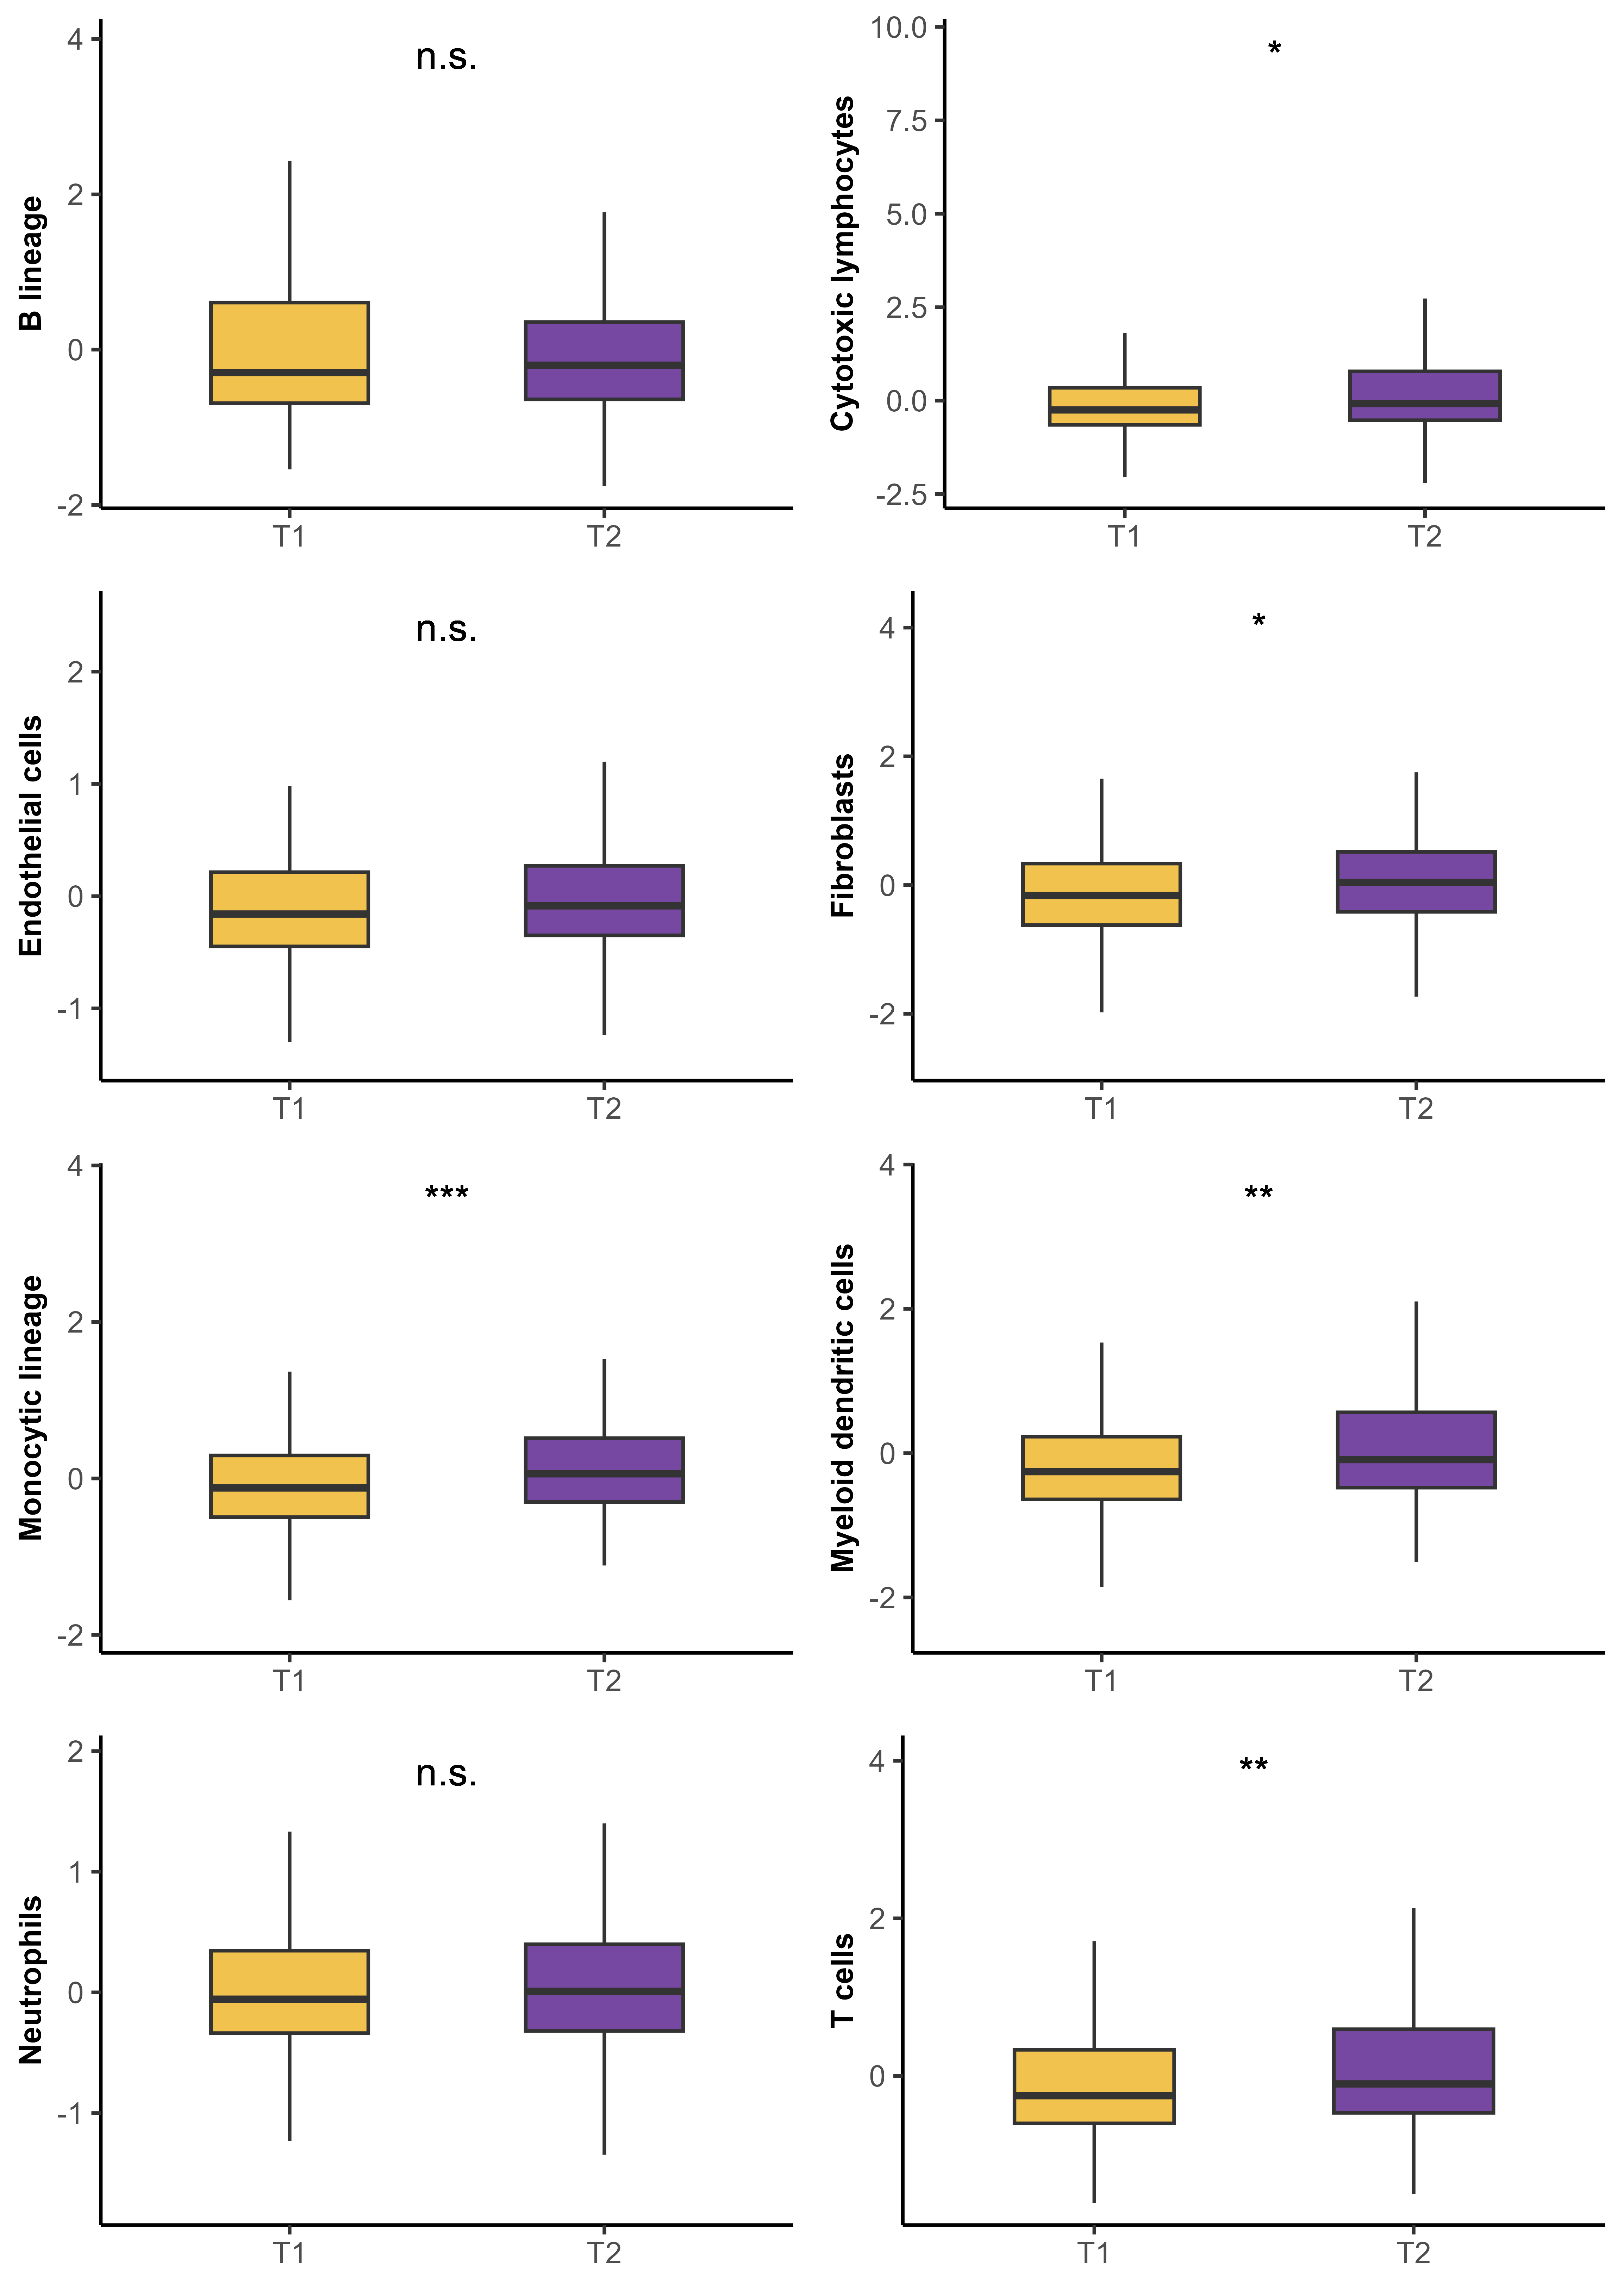 n.s.
B lineage
4
2
0
-2
T1 T2
*
Cytotoxic lymphocytes
10.0
7.5
5.0
2.5
0.0
-2.5
T1 T2
n.s.
Endothelial cells
2
1
0
-1
T1 T2
*
Fibroblasts
4
2
0
-2
T1 T2
***
Monocytic lineage
4
2
0
-2
T1 T2
**
Myeloid dendritic cells
4
2
0
-2
T1 T2
n.s.
Neutrophils
2
1
0
-1
T1 T2
**
T cells
4
2
0
T1 T2